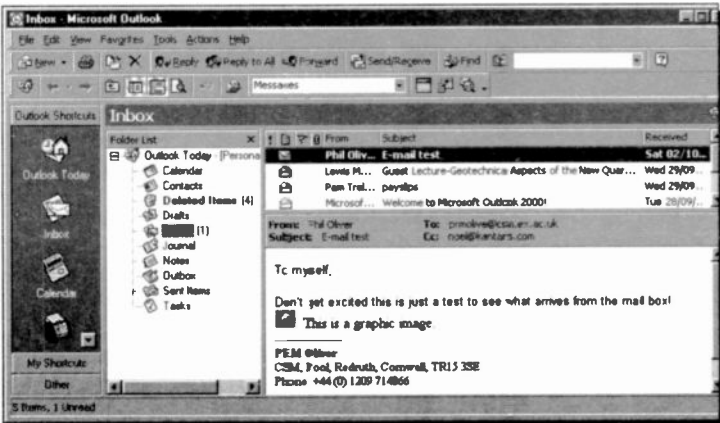 Inbox - Microsoft Outlook
File Edit View Favorites Tools Actions Help
New Reply Reply to All Forward Send/Receive Find
Messages
Outlook Shortcuts
Inbox
Outlook Today
Inbox
Calendar
My Shortcuts
Other
Folder List
Outlook Today - [Persona
Calendar
Contacts
Deleted Items (4)
Drafts
(1)
Journal
Notes
Outbox
Sent Items
Tasks
From Subject Received
Phil Oliv... E-mail test Sat 02/10...
Lewis M... Guest Lecture-Geotechnical Aspects of the New Quar... Wed 29/09...
Pam Trel... payslips Wed 29/09...
Microsof... Welcome to Microsoft Outlook 2000! Tue 28/09/...
From: Phil Oliver To:
Subject: E-mail test Cc: noel@kantaris.com
To myself,
Don't get excited this is just a test to see what arrives from the mail box!
This is a graphic image
PEM Oliver
CSM, Pool, Redruth, Cornwall, TR15 3SE
Phone +44 (0) 1209 714866
5 Items, 1 Unread